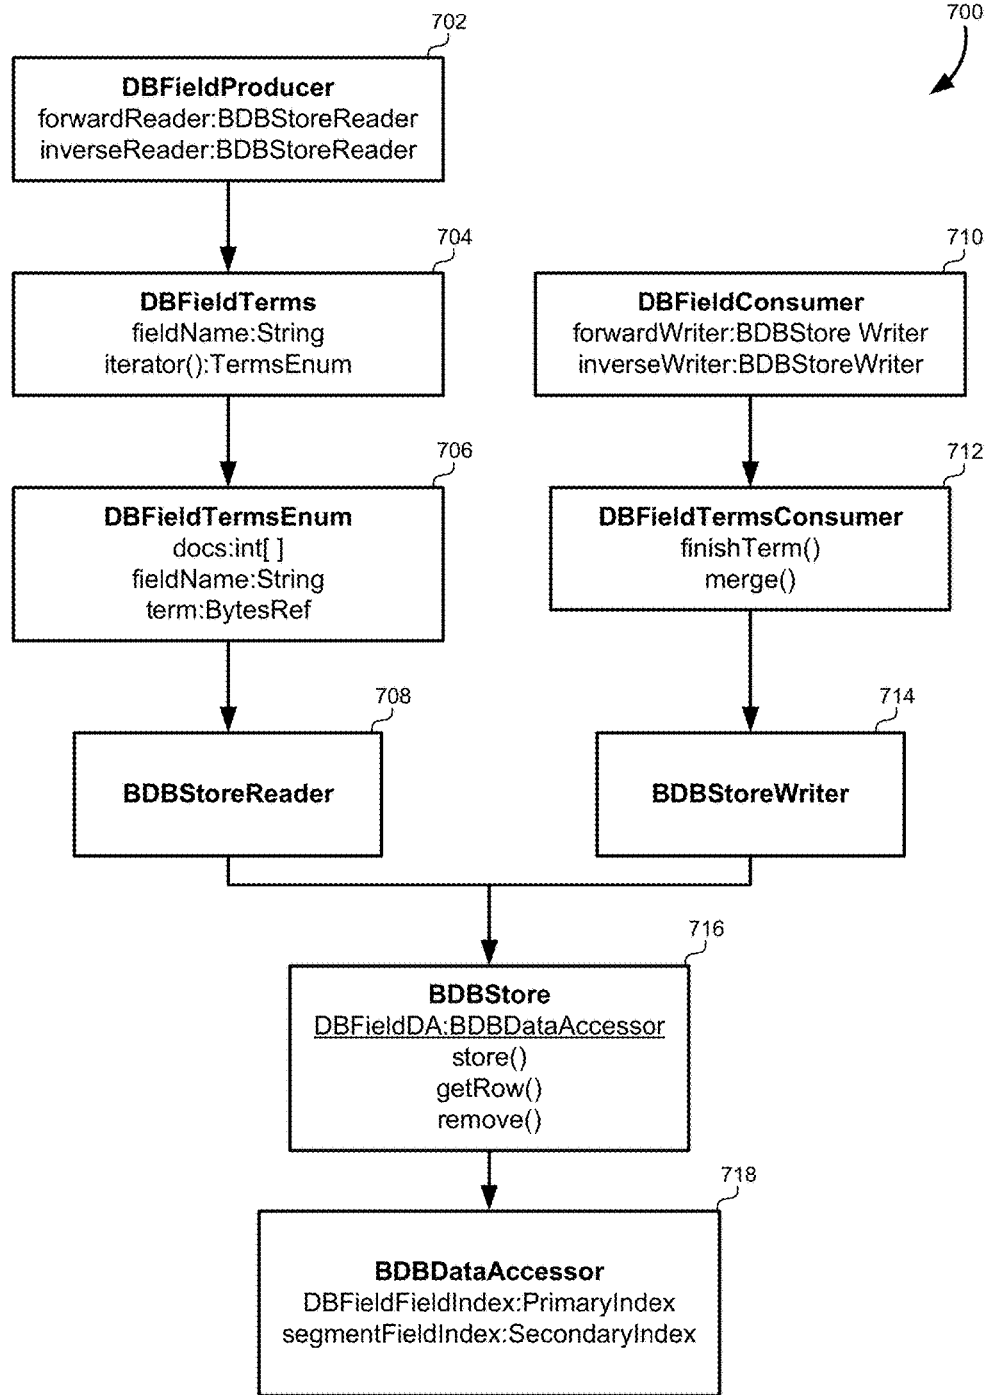 700
702
DBFieldProducer
forwardReader:BDBStoreReader
inverseReader:BDBStoreReader
704
DBFieldTerms
fieldName:String
iterator():TermsEnum
710
DBFieldConsumer
forwardWriter:BDBStore Writer
inverseWriter:BDBStoreWriter
706
DBFieldTermsEnum
docs:int[ ]
fieldName:String
term:BytesRef
712
DBFieldTermsConsumer
finishTerm()
merge()
708
BDBStoreReader
714
BDBStoreWriter
716
BDBStore
DBFieldDA:BDBDataAccessor
store()
getRow()
remove()
718
BDBDataAccessor
DBFieldFieldIndex:PrimaryIndex
segmentFieldIndex:SecondaryIndex